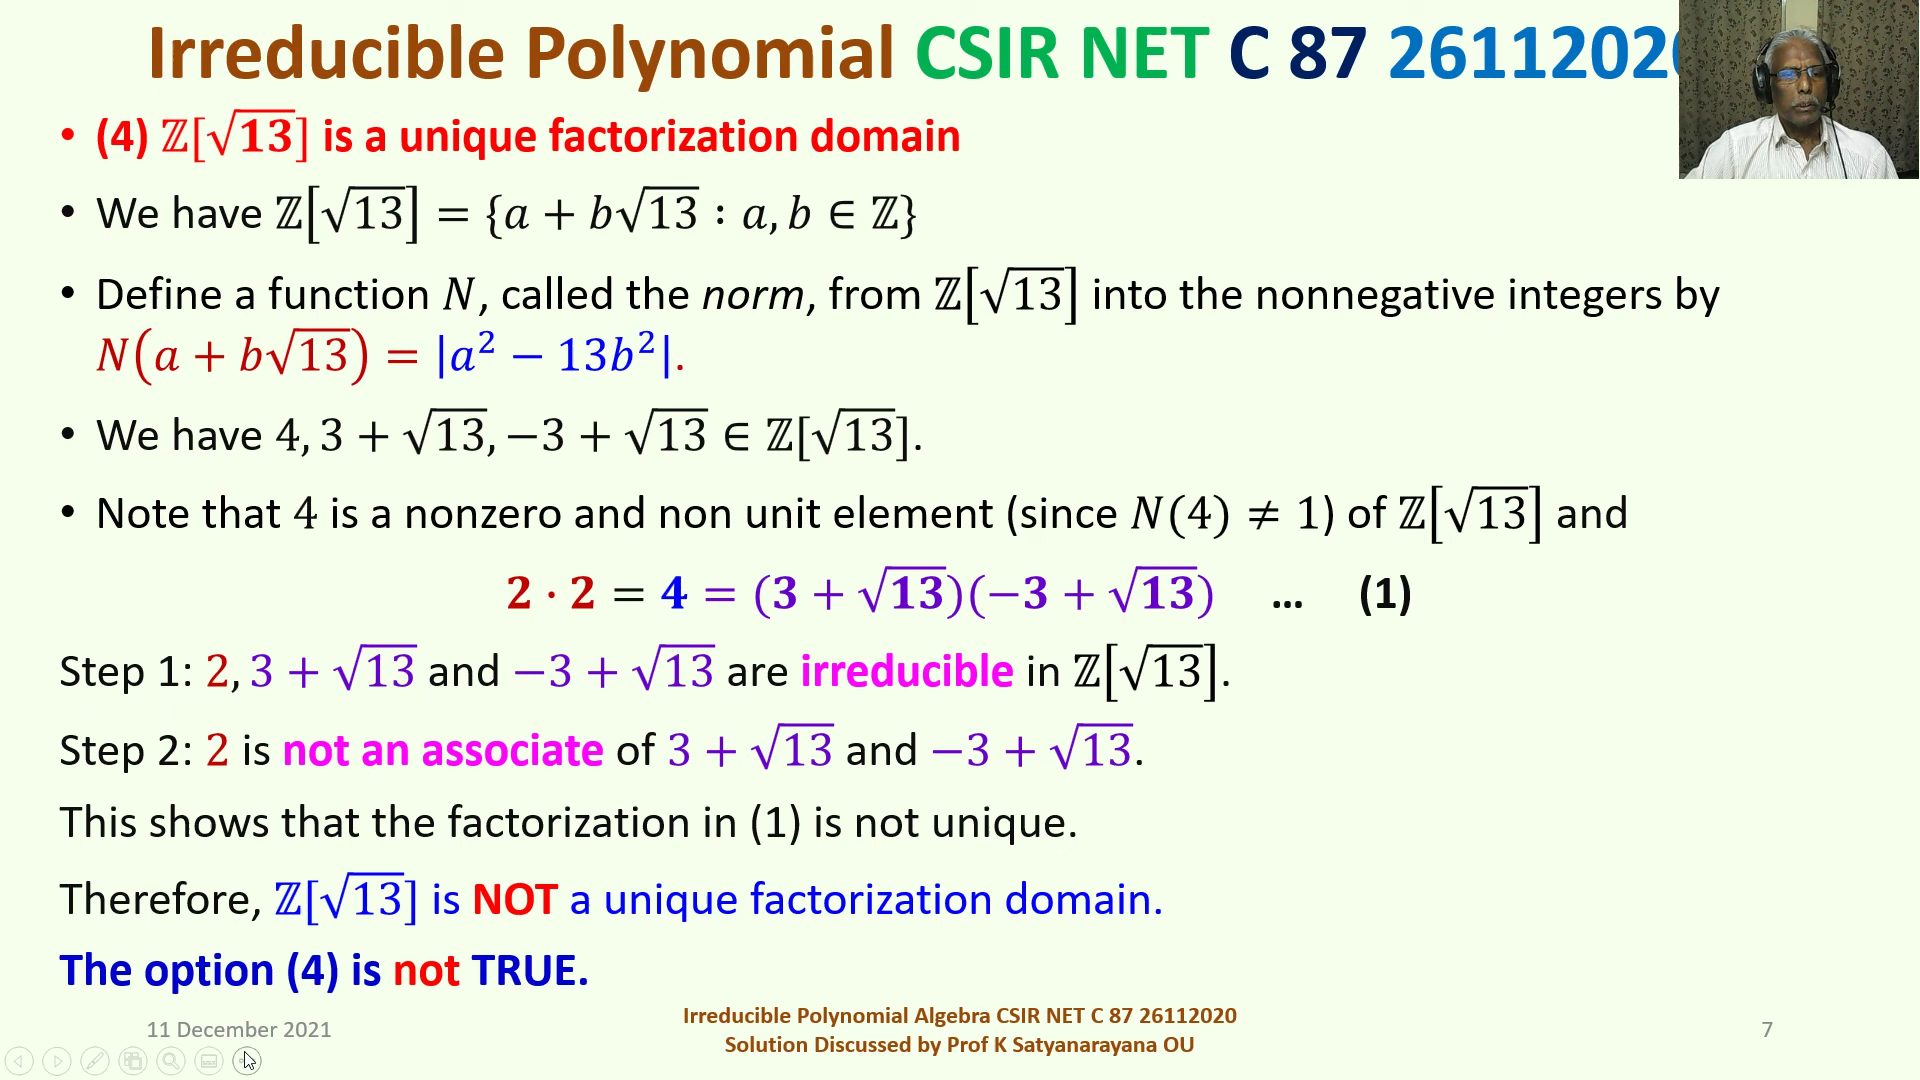 Irreducible Polynomial CSIR NET C 87 26112020
• (4) ℤ[√13] is a unique factorization domain
• We have ℤ[√13] = {a + b√13 : a, b ∈ ℤ}
• Define a function N, called the norm, from ℤ[√13] into the nonnegative integers by
N(a + b√13) = |a² − 13b²|.
• We have 4, 3 + √13, −3 + √13 ∈ ℤ[√13].
• Note that 4 is a nonzero and non unit element (since N(4) ≠ 1) of ℤ[√13] and
2 · 2 = 4 = (3 + √13)(−3 + √13) ... (1)
Step 1: 2, 3 + √13 and −3 + √13 are irreducible in ℤ[√13].
Step 2: 2 is not an associate of 3 + √13 and −3 + √13.
This shows that the factorization in (1) is not unique.
Therefore, ℤ[√13] is NOT a unique factorization domain.
The option (4) is not TRUE.
11 December 2021
Irreducible Polynomial Algebra CSIR NET C 87 26112020
Solution Discussed by Prof K Satyanarayana OU
7